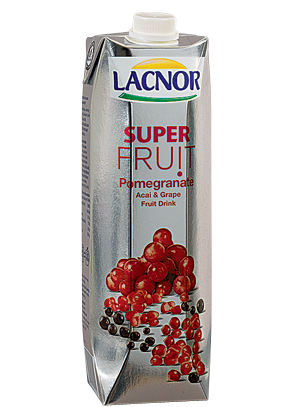 LACNOR
SUPER
FRUIT
Pomegranate
Acai & Grape
Fruit Drink